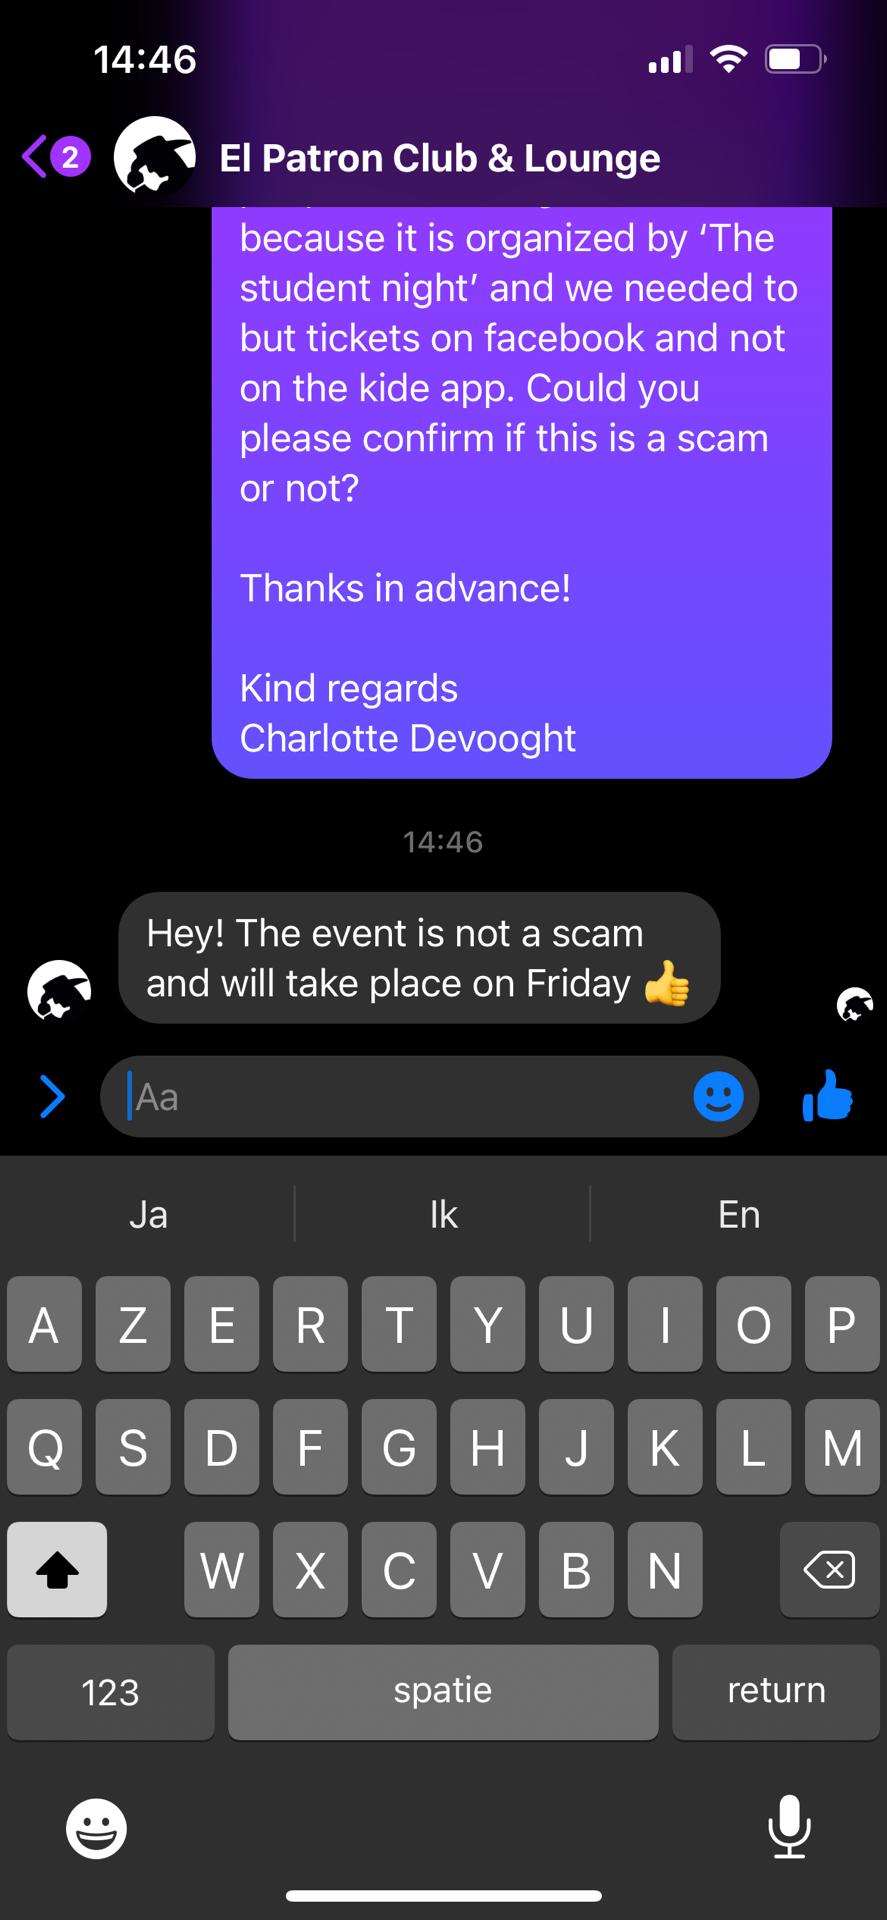 14:46
2
El Patron Club & Lounge
because it is organized by ‘The
student night’ and we needed to
but tickets on facebook and not
on the kide app. Could you
please confirm if this is a scam
or not?
Thanks in advance!
Kind regards
Charlotte Devooght
14:46
Hey! The event is not a scam
and will take place on Friday 👍
Aa
Ja Ik En
A Z E R T Y U I O P
Q S D F G H J K L M
W X C V B N
123 spatie return